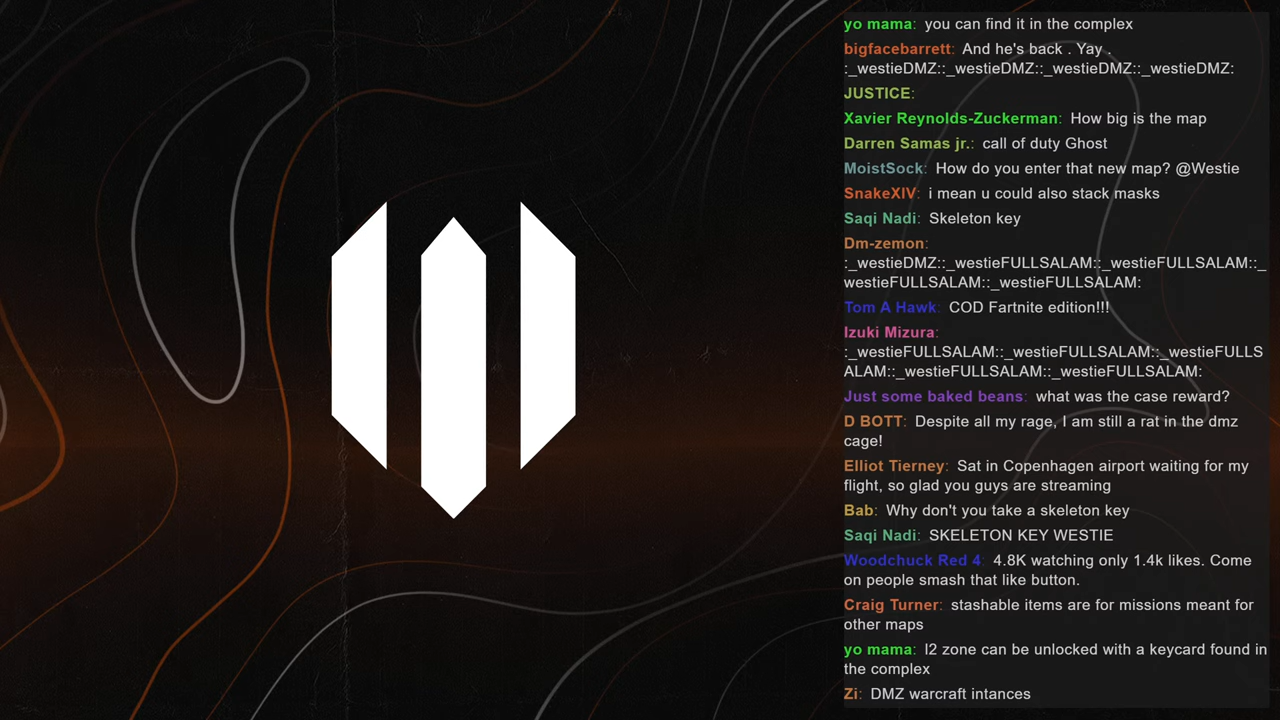 yo mama: you can find it in the complex
bigfacebarrett: And he's back . Yay .
:_westieDMZ::_westieDMZ::_westieDMZ::_westieDMZ:
JUSTICE:
Xavier Reynolds-Zuckerman: How big is the map
Darren Samas jr.: call of duty Ghost
MoistSock: How do you enter that new map? @Westie
SnakeXIV: i mean u could also stack masks
Saqi Nadi: Skeleton key
Dm-zemon:
:_westieDMZ::_westieFULLSALAM::_westieFULLSALAM::_
westieFULLSALAM::_westieFULLSALAM:
Tom A Hawk: COD Fartnite edition!!!
Izuki Mizura:
:_westieFULLSALAM::_westieFULLSALAM::_westieFULLS
ALAM::_westieFULLSALAM::_westieFULLSALAM:
Just some baked beans: what was the case reward?
D BOTT: Despite all my rage, I am still a rat in the dmz
cage!
Elliot Tierney: Sat in Copenhagen airport waiting for my
flight, so glad you guys are streaming
Bab: Why don't you take a skeleton key
Saqi Nadi: SKELETON KEY WESTIE
Woodchuck Red 4: 4.8K watching only 1.4k likes. Come
on people smash that like button.
Craig Turner: stashable items are for missions meant for
other maps
yo mama: I2 zone can be unlocked with a keycard found in
the complex
Zi: DMZ warcraft intances